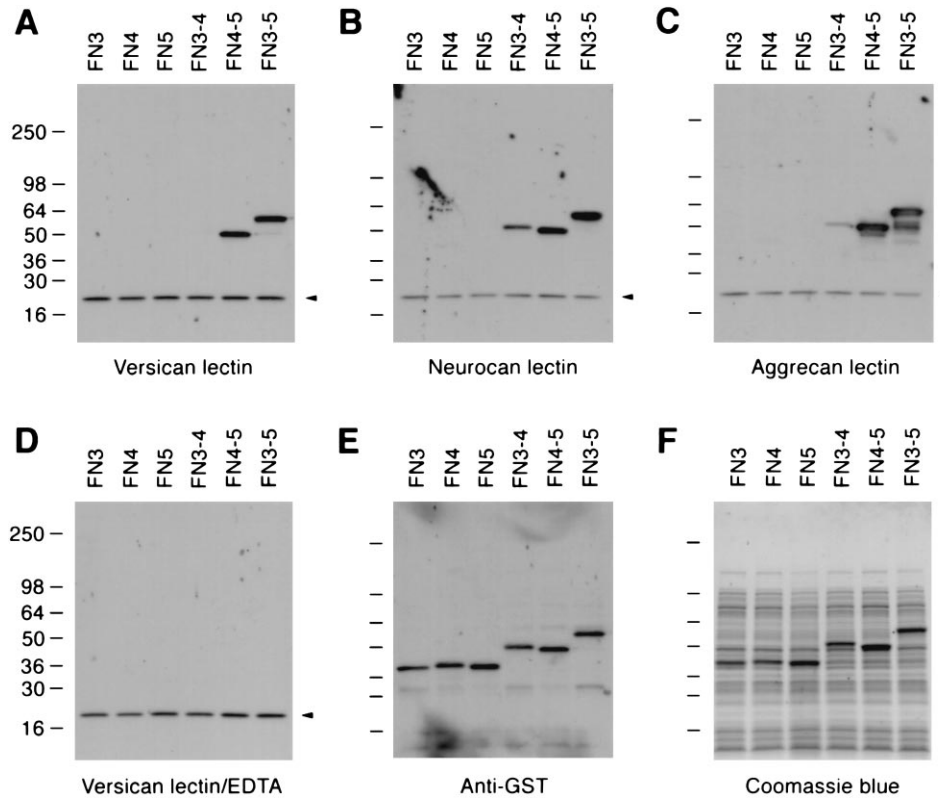 A
FN3 FN4 FN5 FN3-4 FN4-5 FN3-5
250
98
64
50
36
30
16
Versican lectin
B
FN3 FN4 FN5 FN3-4 FN4-5 FN3-5
Neurocan lectin
C
FN3 FN4 FN5 FN3-4 FN4-5 FN3-5
Aggrecan lectin
D
FN3 FN4 FN5 FN3-4 FN4-5 FN3-5
250
98
64
50
36
30
16
Versican lectin/EDTA
E
FN3 FN4 FN5 FN3-4 FN4-5 FN3-5
Anti-GST
F
FN3 FN4 FN5 FN3-4 FN4-5 FN3-5
Coomassie blue